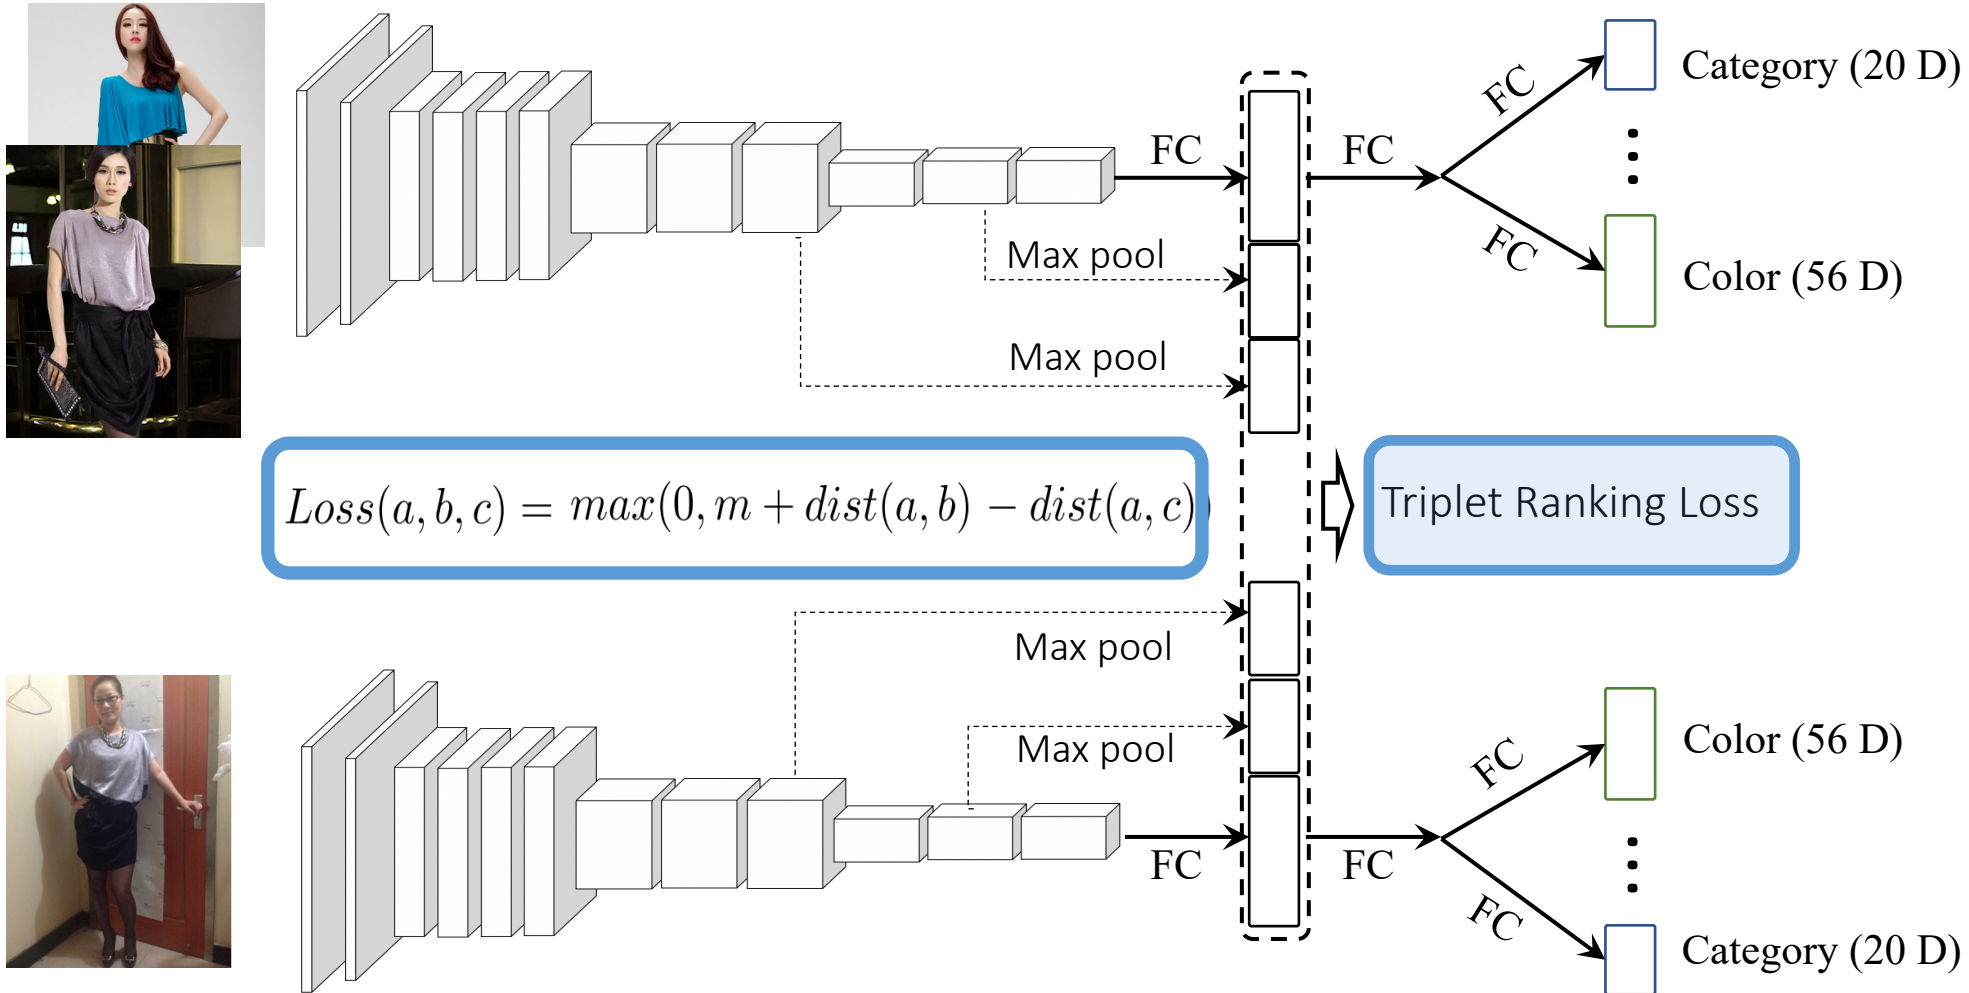 FC
Category (20 D)
FC
FC
FC
Max pool
Color (56 D)
Max pool
Loss(a, b, c) = max(0, m + dist(a, b) − dist(a, c))
Triplet Ranking Loss
Max pool
Max pool
FC
Color (56 D)
FC
FC
FC
Category (20 D)